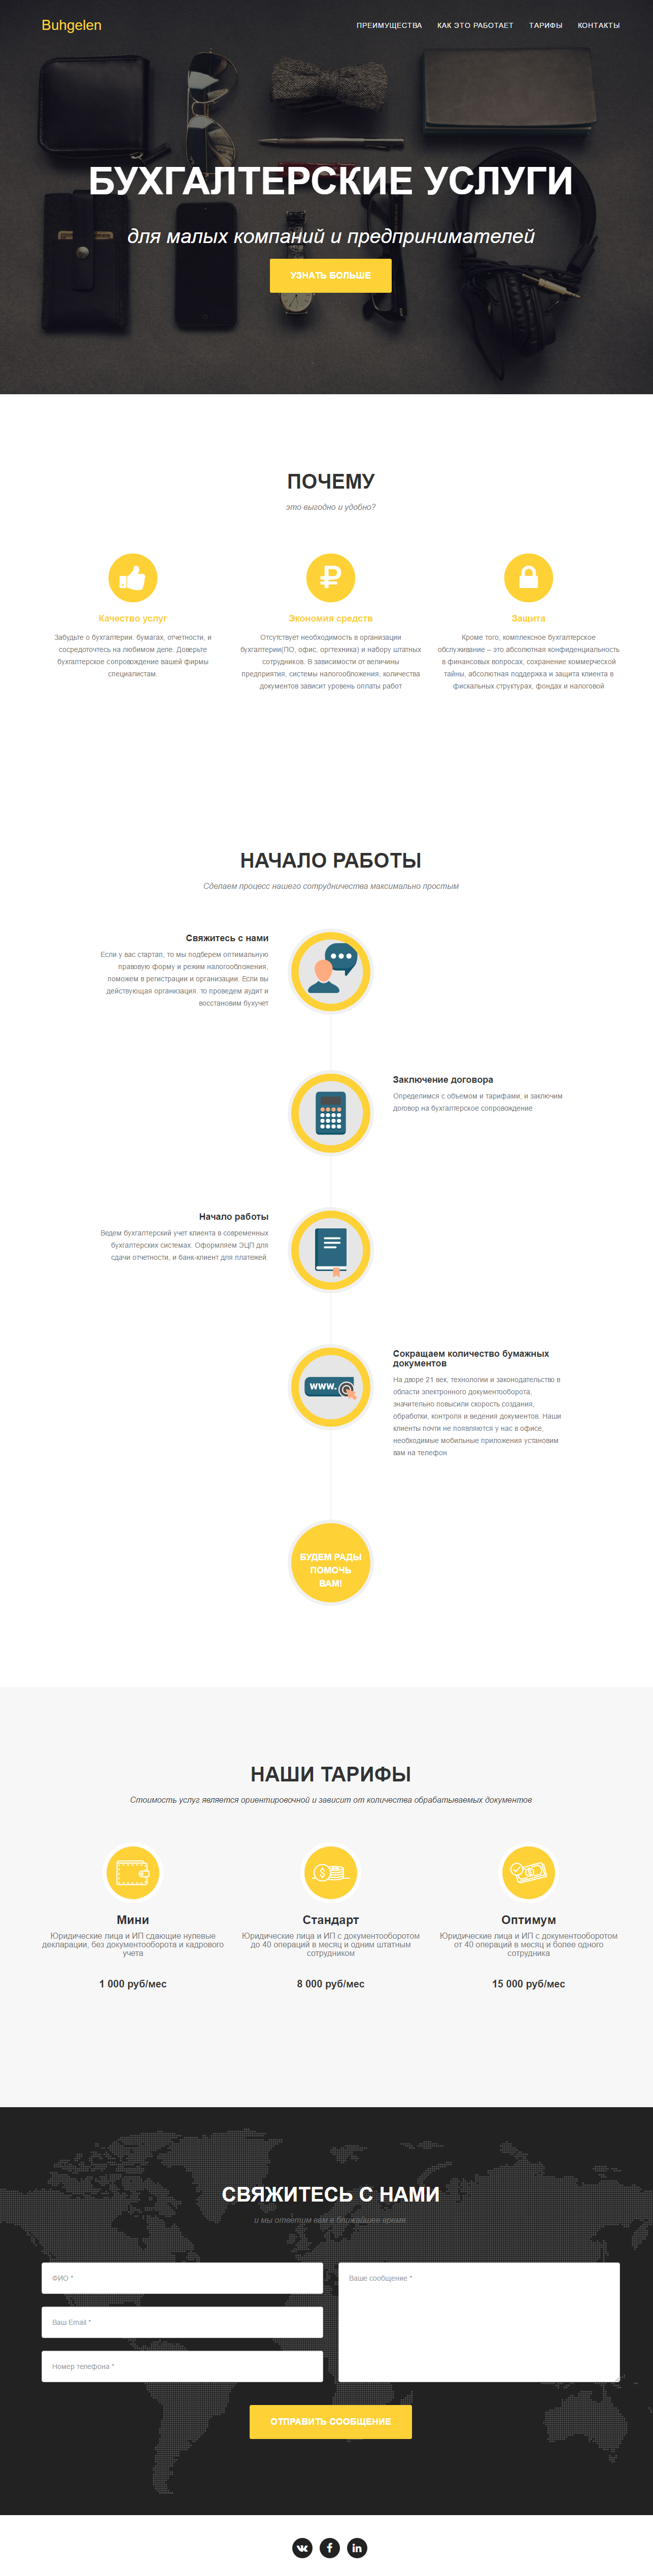 Buhgelen
ПРЕИМУЩЕСТВА КАК ЭТО РАБОТАЕТ ТАРИФЫ КОНТАКТЫ
БУХГАЛТЕРСКИЕ УСЛУГИ
для малых компаний и предпринимателей
УЗНАТЬ БОЛЬШЕ
ПОЧЕМУ
это выгодно и удобно?
Качество услуг
Забудьте о бухгалтерии. бумагах, отчетности, и
сосредоточтесь на любимом деле. Доверьте
бухгалтерское сопровождение вашей фирмы
специалистам.
Экономия средств
Отсутствует необходимость в организации
бухгалтерии(ПО, офис, оргтехника) и набору штатных
сотрудников. В зависимости от величины
предприятия, системы налогообложения, количества
документов зависит уровень оплаты работ
Защита
Кроме того, комплексное бухгалтерское
обслуживание – это абсолютная конфиденциальность
в финансовых вопросах, сохранение коммерческой
тайны, абсолютная поддержка и защита клиента в
фискальных структурах, фондах и налоговой
НАЧАЛО РАБОТЫ
Сделаем процесс нашего сотрудничества максимально простым
Свяжитесь с нами
Если у вас стартап, то мы подберем оптимальную
правовую форму и режим налогообложения,
поможем в регистрации и организации. Если вы
действующая организация. то проведем аудит и
восстановим бухучет
Заключение договора
Определимся с объемом и тарифами, и заключим
договор на бухгалтерское сопровождение
Начало работы
Ведем бухгалтерский учет клиента в современных
бухгалтерских системах. Оформляем ЭЦП для
сдачи отчетности, и банк-клиент для платежей.
www.
Сокращаем количество бумажных
документов
На дворе 21 век, технологии и законодательство в
области электронного документооборота,
значительно повысили скорость создания,
обработки, контроля и ведения документов. Наши
клиенты почти не появляются у нас в офисе,
необходимые мобильные приложения установим
вам на телефон
БУДЕМ РАДЫ
ПОМОЧЬ
ВАМ!
НАШИ ТАРИФЫ
Стоимость услуг является ориентировочной и зависит от количества обрабатываемых документов
Мини
Юридические лица и ИП сдающие нулевые
декларации, без документооборота и кадрового
учета
1 000 руб/мес
Стандарт
Юридические лица и ИП с документооборотом
до 40 операций в месяц и одним штатным
сотрудником
8 000 руб/мес
Оптимум
Юридические лица и ИП с документооборотом
от 40 операций в месяц и более одного
сотрудника
15 000 руб/мес
СВЯЖИТЕСЬ С НАМИ
и мы ответим вам в ближайшее время
ФИО *
Ваш Email *
Номер телефона *
Ваше сообщение *
ОТПРАВИТЬ СООБЩЕНИЕ